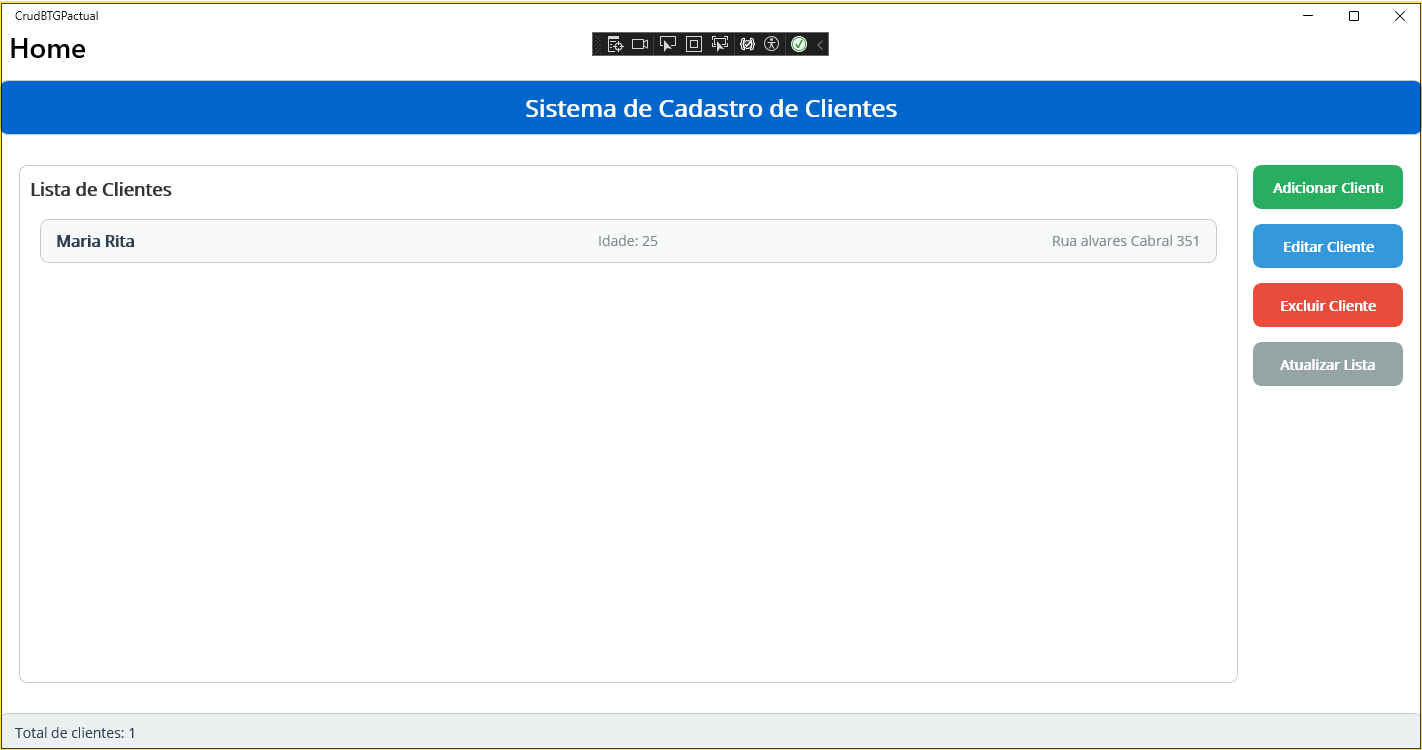 CrudBTGPactual
Home
Sistema de Cadastro de Clientes
Lista de Clientes
Maria Rita Idade: 25 Rua alvares Cabral 351
Adicionar Client
Editar Cliente
Excluir Cliente
Atualizar Lista
Total de clientes: 1